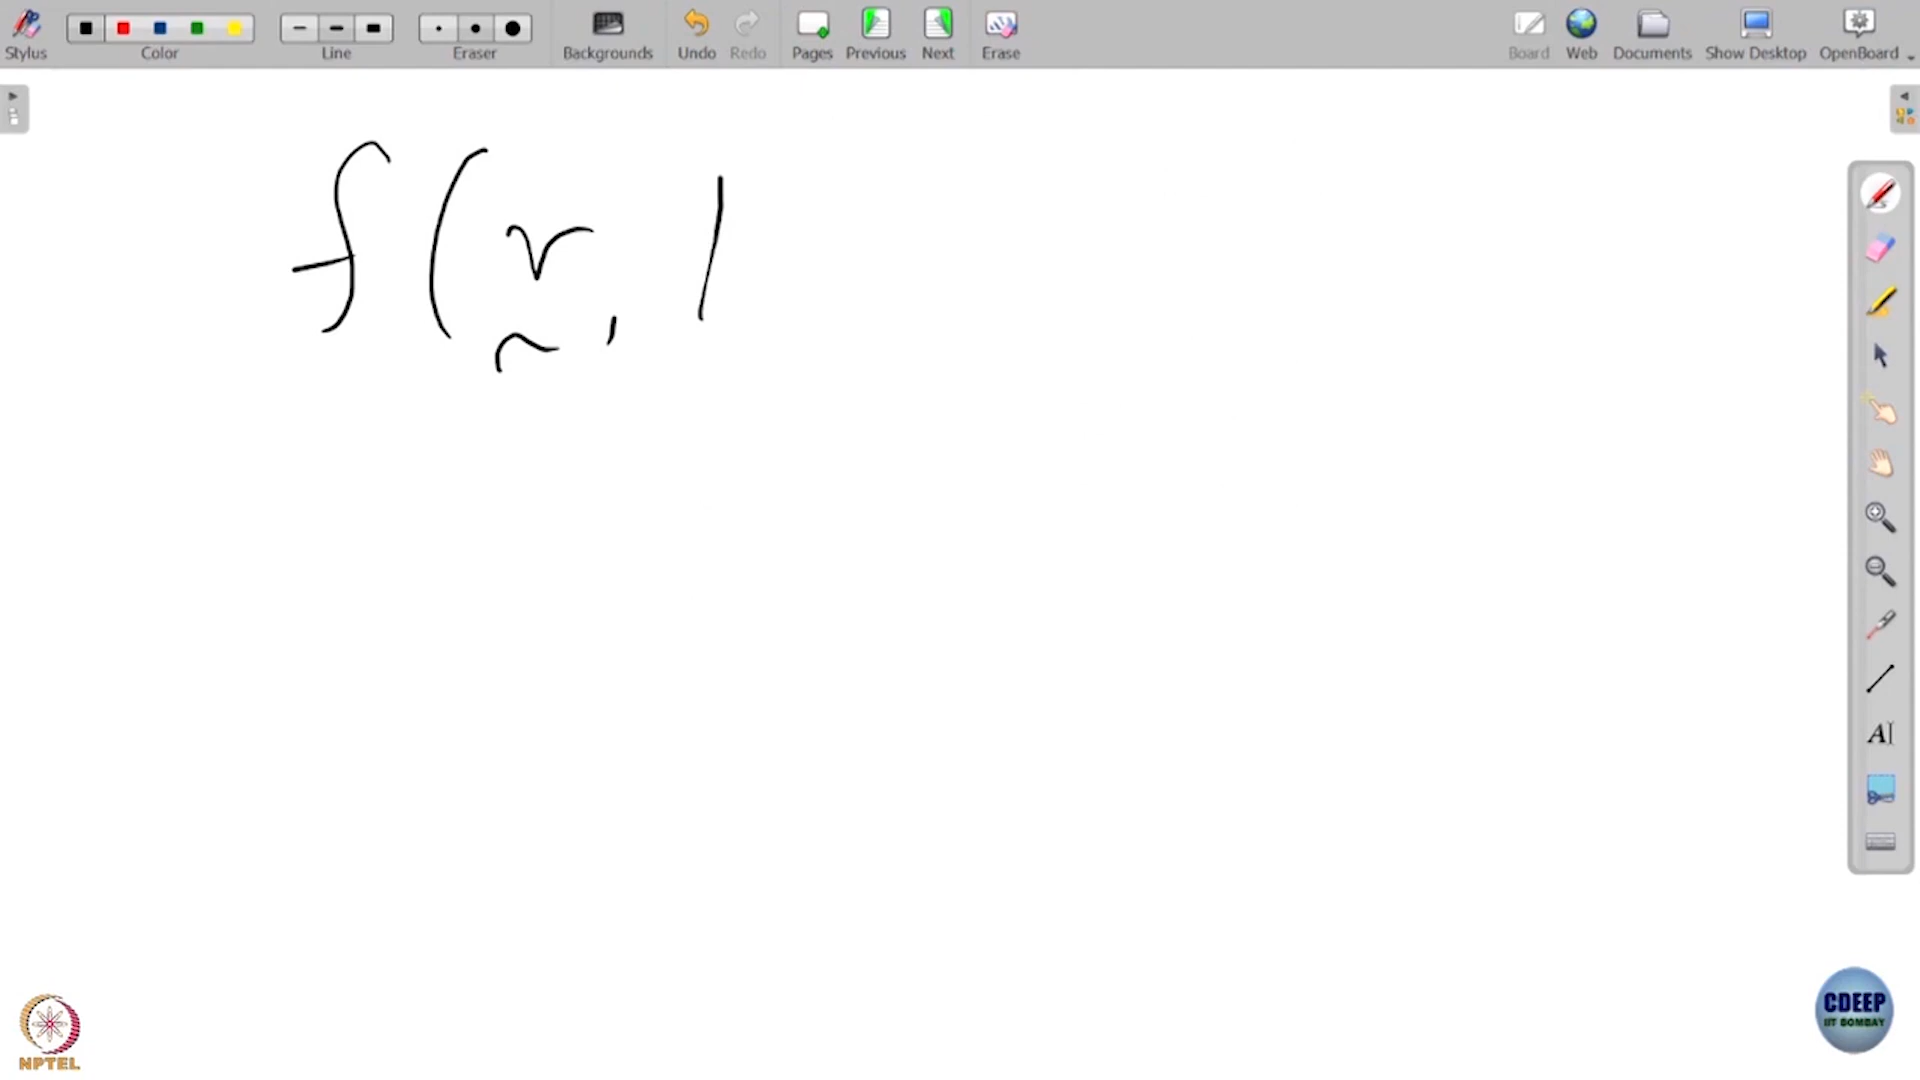 Stylus Color Line Eraser Backgrounds Undo Redo Pages Previous Next Erase Board Web Documents Show Desktop OpenBoard
f ( r ,
~
A
NPTEL
CDEEP
IIT BOMBAY